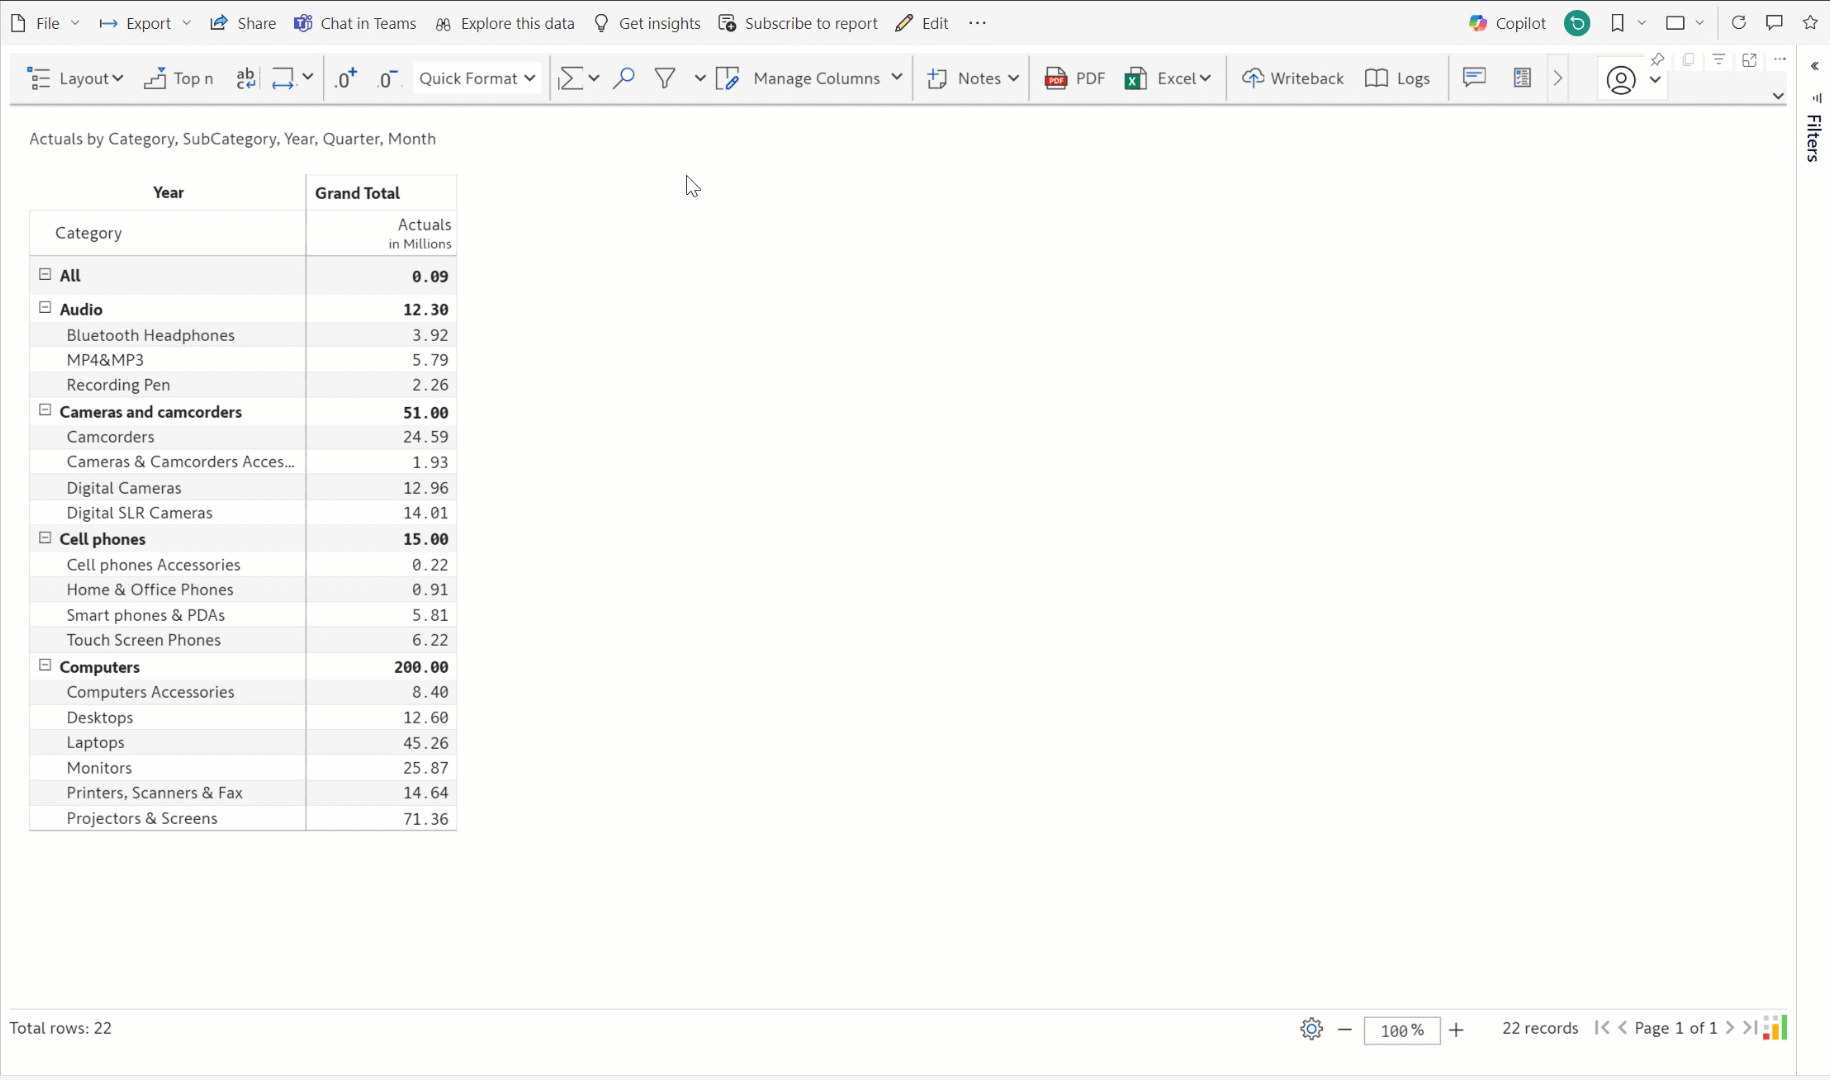 File Export Share Chat in Teams Explore this data Get insights Subscribe to report Edit ··· Copilot
Layout Top n ab c .0+ .0- Quick Format Manage Columns Notes PDF Excel Writeback Logs
Filters
Actuals by Category, SubCategory, Year, Quarter, Month
Year Grand Total
Category Actuals
in Millions
All 0.09
Audio 12.30
Bluetooth Headphones 3.92
MP4&MP3 5.79
Recording Pen 2.26
Cameras and camcorders 51.00
Camcorders 24.59
Cameras & Camcorders Acces... 1.93
Digital Cameras 12.96
Digital SLR Cameras 14.01
Cell phones 15.00
Cell phones Accessories 0.22
Home & Office Phones 0.91
Smart phones & PDAs 5.81
Touch Screen Phones 6.22
Computers 200.00
Computers Accessories 8.40
Desktops 12.60
Laptops 45.26
Monitors 25.87
Printers, Scanners & Fax 14.64
Projectors & Screens 71.36
Total rows: 22 100 % 22 records Page 1 of 1